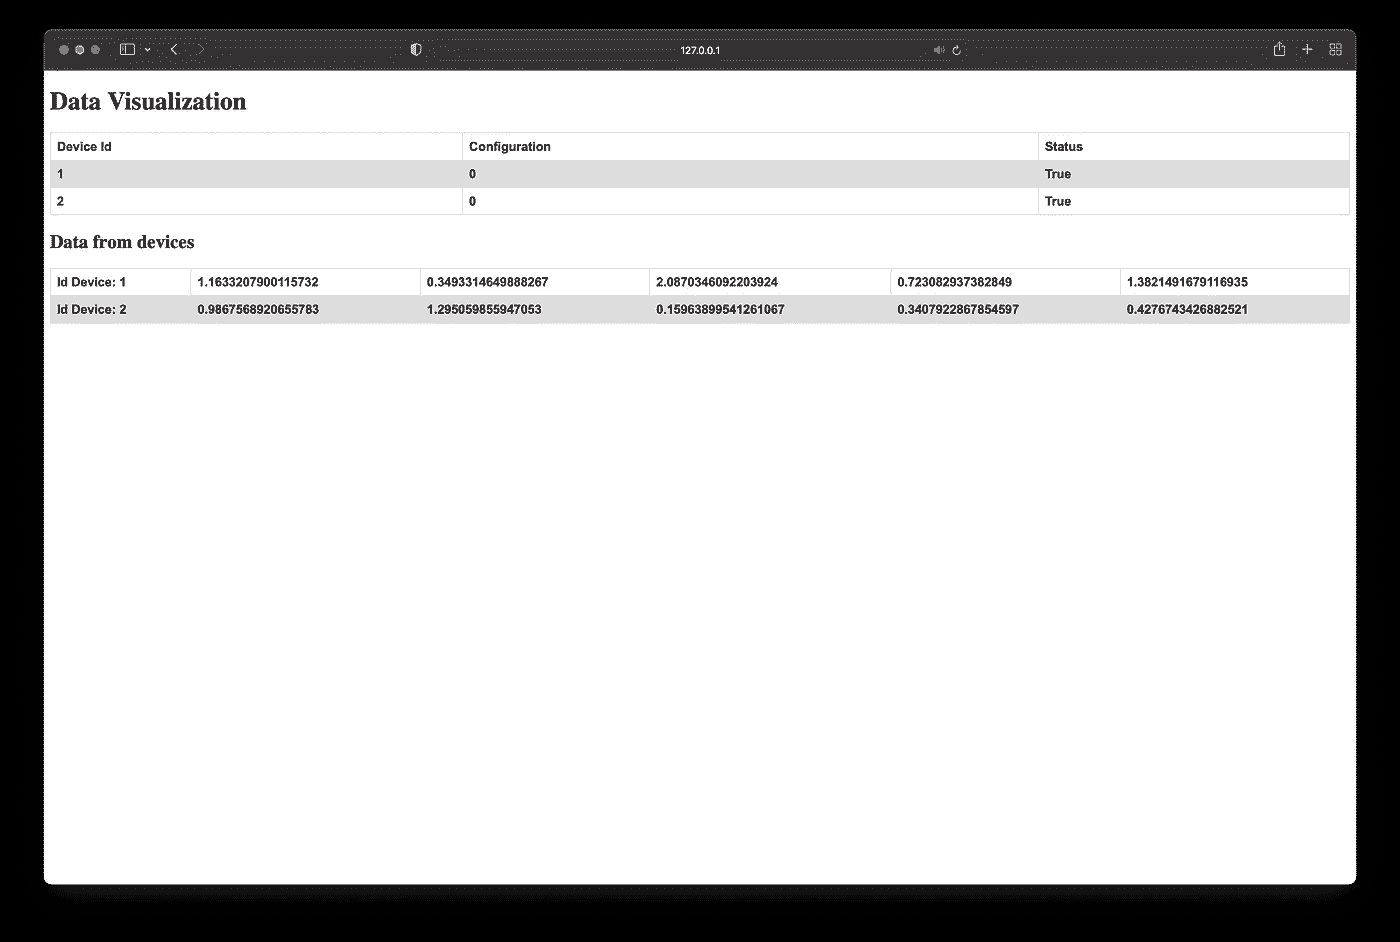 127.0.0.1
Data Visualization
Device Id Configuration Status
1 0 True
2 0 True
Data from devices
Id Device: 1 1.1633207900115732 0.3493314649888267 2.0870346092203924 0.723082937382849 1.3821491679116935
Id Device: 2 0.9867568920655783 1.295059855947053 0.15963899541261067 0.3407922867854597 0.4276743426882521